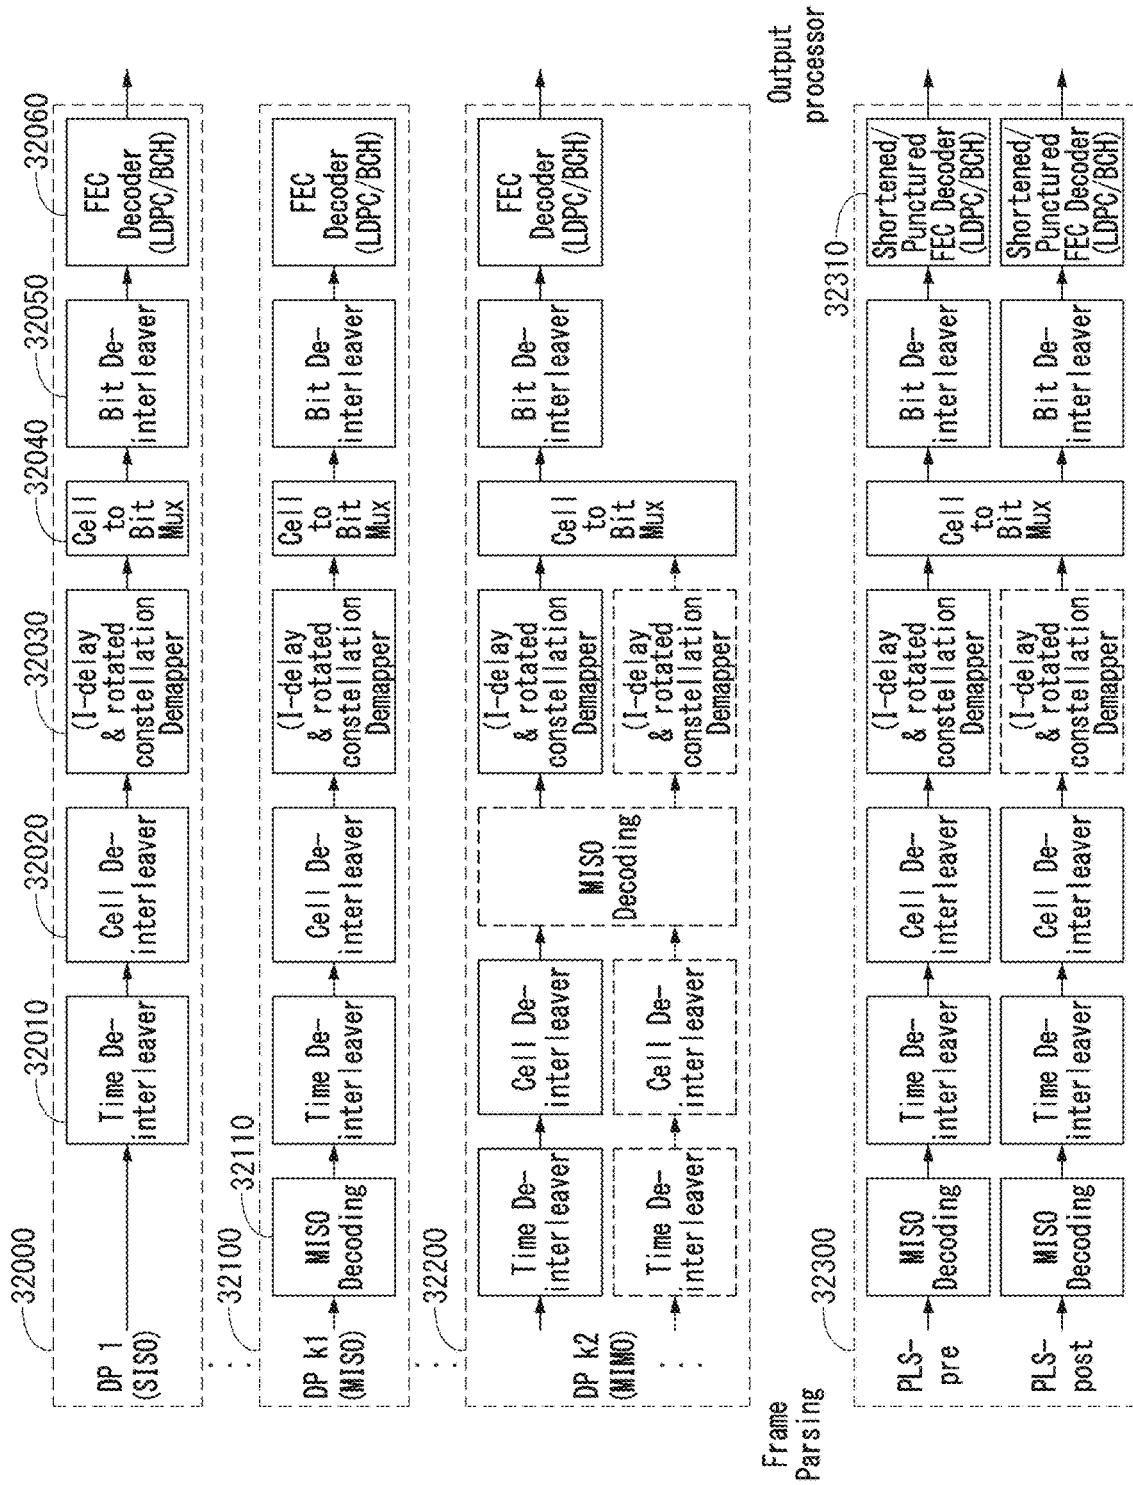 32000
DP 1
(SISO)
32010
Time De-
interleaver
32020
Cell De-
interleaver
32030
(I-delay
& rotated
constellation
Demapper
32040
Cell
to
Bit
Mux
32050
Bit De-
interleaver
32060
FEC
Decoder
(LDPC/BCH)
32100
DP k1
(MISO)
32110
MISO
Decoding
Time De-
interleaver
Cell De-
interleaver
(I-delay
& rotated
constellation
Demapper
Cell
to
Bit
Mux
Bit De-
interleaver
FEC
Decoder
(LDPC/BCH)
32200
DP k2
(MIMO)
Time De-
interleaver
Cell De-
interleaver
Time De-
interleaver
Cell De-
interleaver
MISO
Decoding
(I-delay
& rotated
constellation
Demapper
(I-delay
& rotated
constellation
Demapper
Cell
to
Bit
Mux
Bit De-
interleaver
FEC
Decoder
(LDPC/BCH)
Frame
Parsing
Output
processor
32300
PLS-
pre
MISO
Decoding
Time De-
interleaver
Cell De-
interleaver
(I-delay
& rotated
constellation
Demapper
Cell
to
Bit
Mux
Bit De-
interleaver
32310
Shortened/
Punctured
FEC Decoder
(LDPC/BCH)
PLS-
post
MISO
Decoding
Time De-
interleaver
Cell De-
interleaver
(I-delay
& rotated
constellation
Demapper
Bit De-
interleaver
Shortened/
Punctured
FEC Decoder
(LDPC/BCH)